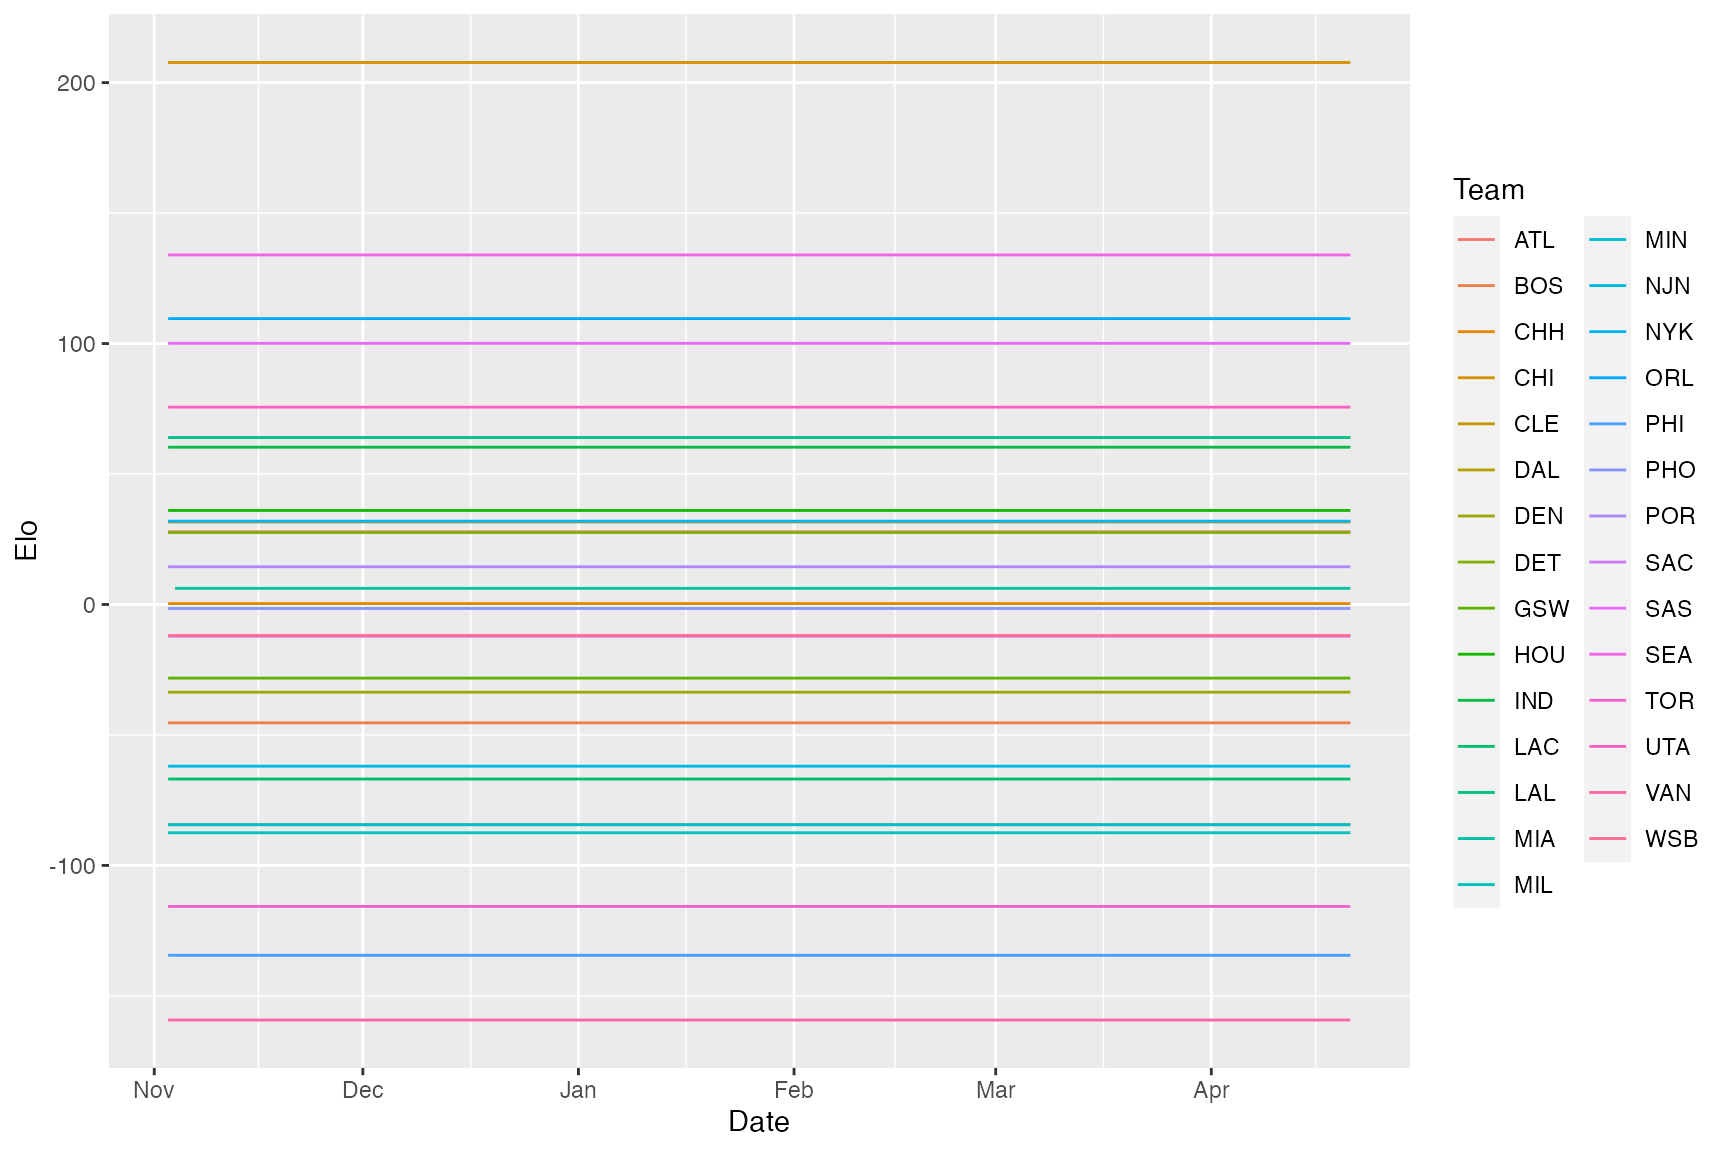 200
100
0
-100
Elo
Nov Dec Jan Feb Mar Apr
Date
Team
ATL
BOS
CHH
CHI
CLE
DAL
DEN
DET
GSW
HOU
IND
LAC
LAL
MIA
MIL
MIN
NJN
NYK
ORL
PHI
PHO
POR
SAC
SAS
SEA
TOR
UTA
VAN
WSB